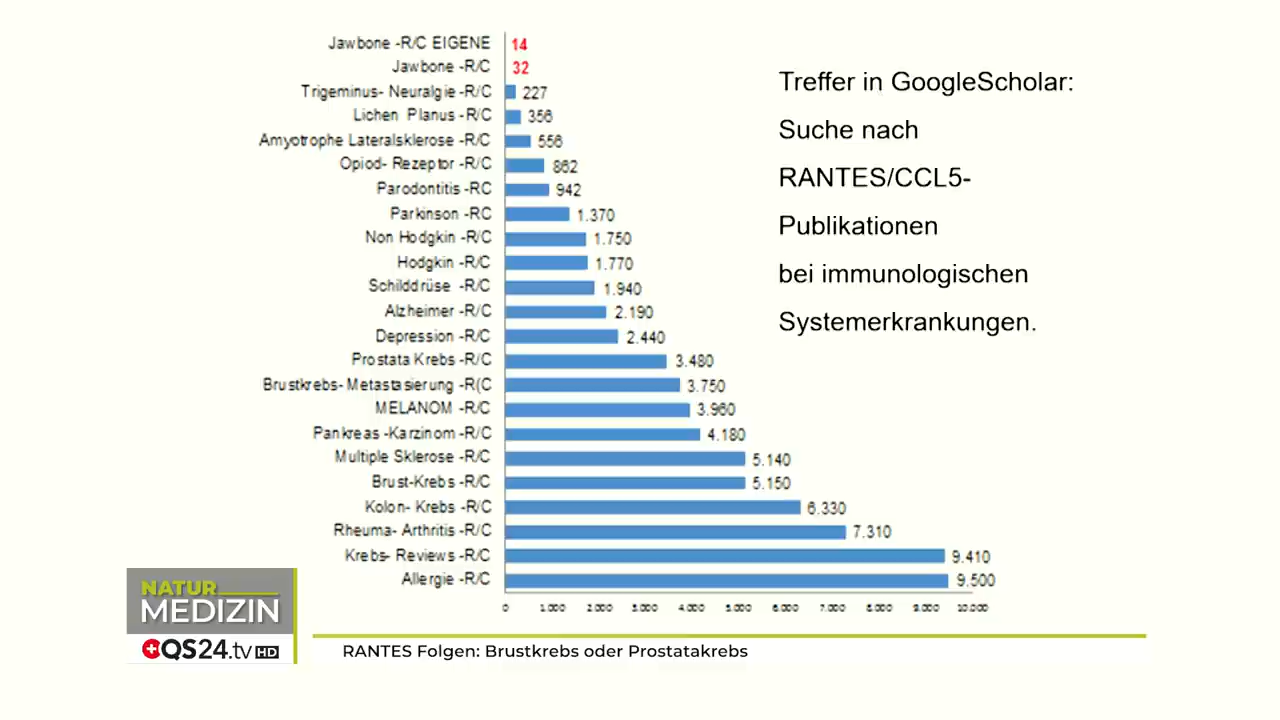 Jawbone -R/C EIGENE 14
Jawbone -R/C 32
Trigeminus- Neuralgie -R/C 227
Lichen Planus -R/C 356
Amyotrophe Lateralsklerose -R/C 556
Opiod- Rezeptor -R/C 862
Parodontitis -RC 942
Parkinson -RC 1.370
Non Hodgkin -R/C 1.750
Hodgkin -R/C 1.770
Schilddrüse -R/C 1.940
Alzheimer -R/C 2.190
Depression -R/C 2.440
Prostata Krebs -R/C 3.480
Brustkrebs- Metastasierung -R(C 3.750
MELANOM -R/C 3.960
Pankreas -Karzinom -R/C 4.180
Multiple Sklerose -R/C 5.140
Brust-Krebs -R/C 5.150
Kolon- Krebs -R/C 6.330
Rheuma- Arthritis -R/C 7.310
Krebs- Reviews -R/C 9.410
Allergie -R/C 9.500
0 1.000 2.000 3.000 4.000 5.000 6.000 7.000 8.000 9.000 10.000
Treffer in GoogleScholar:
Suche nach
RANTES/CCL5-
Publikationen
bei immunologischen
Systemerkrankungen.
NATUR
MEDIZIN
QS24.tv HD
RANTES Folgen: Brustkrebs oder Prostatakrebs